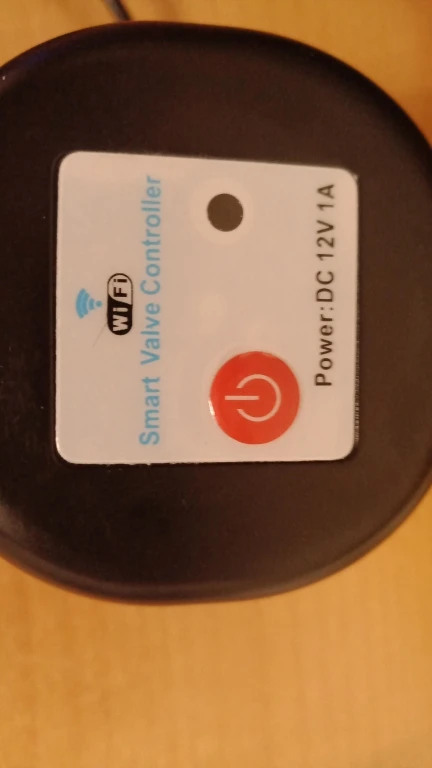 WiFi
Smart Valve Controller
Power:DC 12V 1A